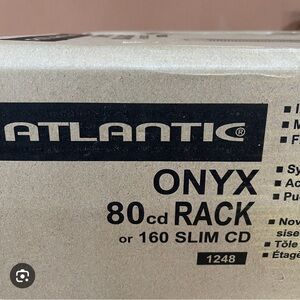 ATLANTIC®
ONYX
80cd RACK
or 160 SLIM CD
1248